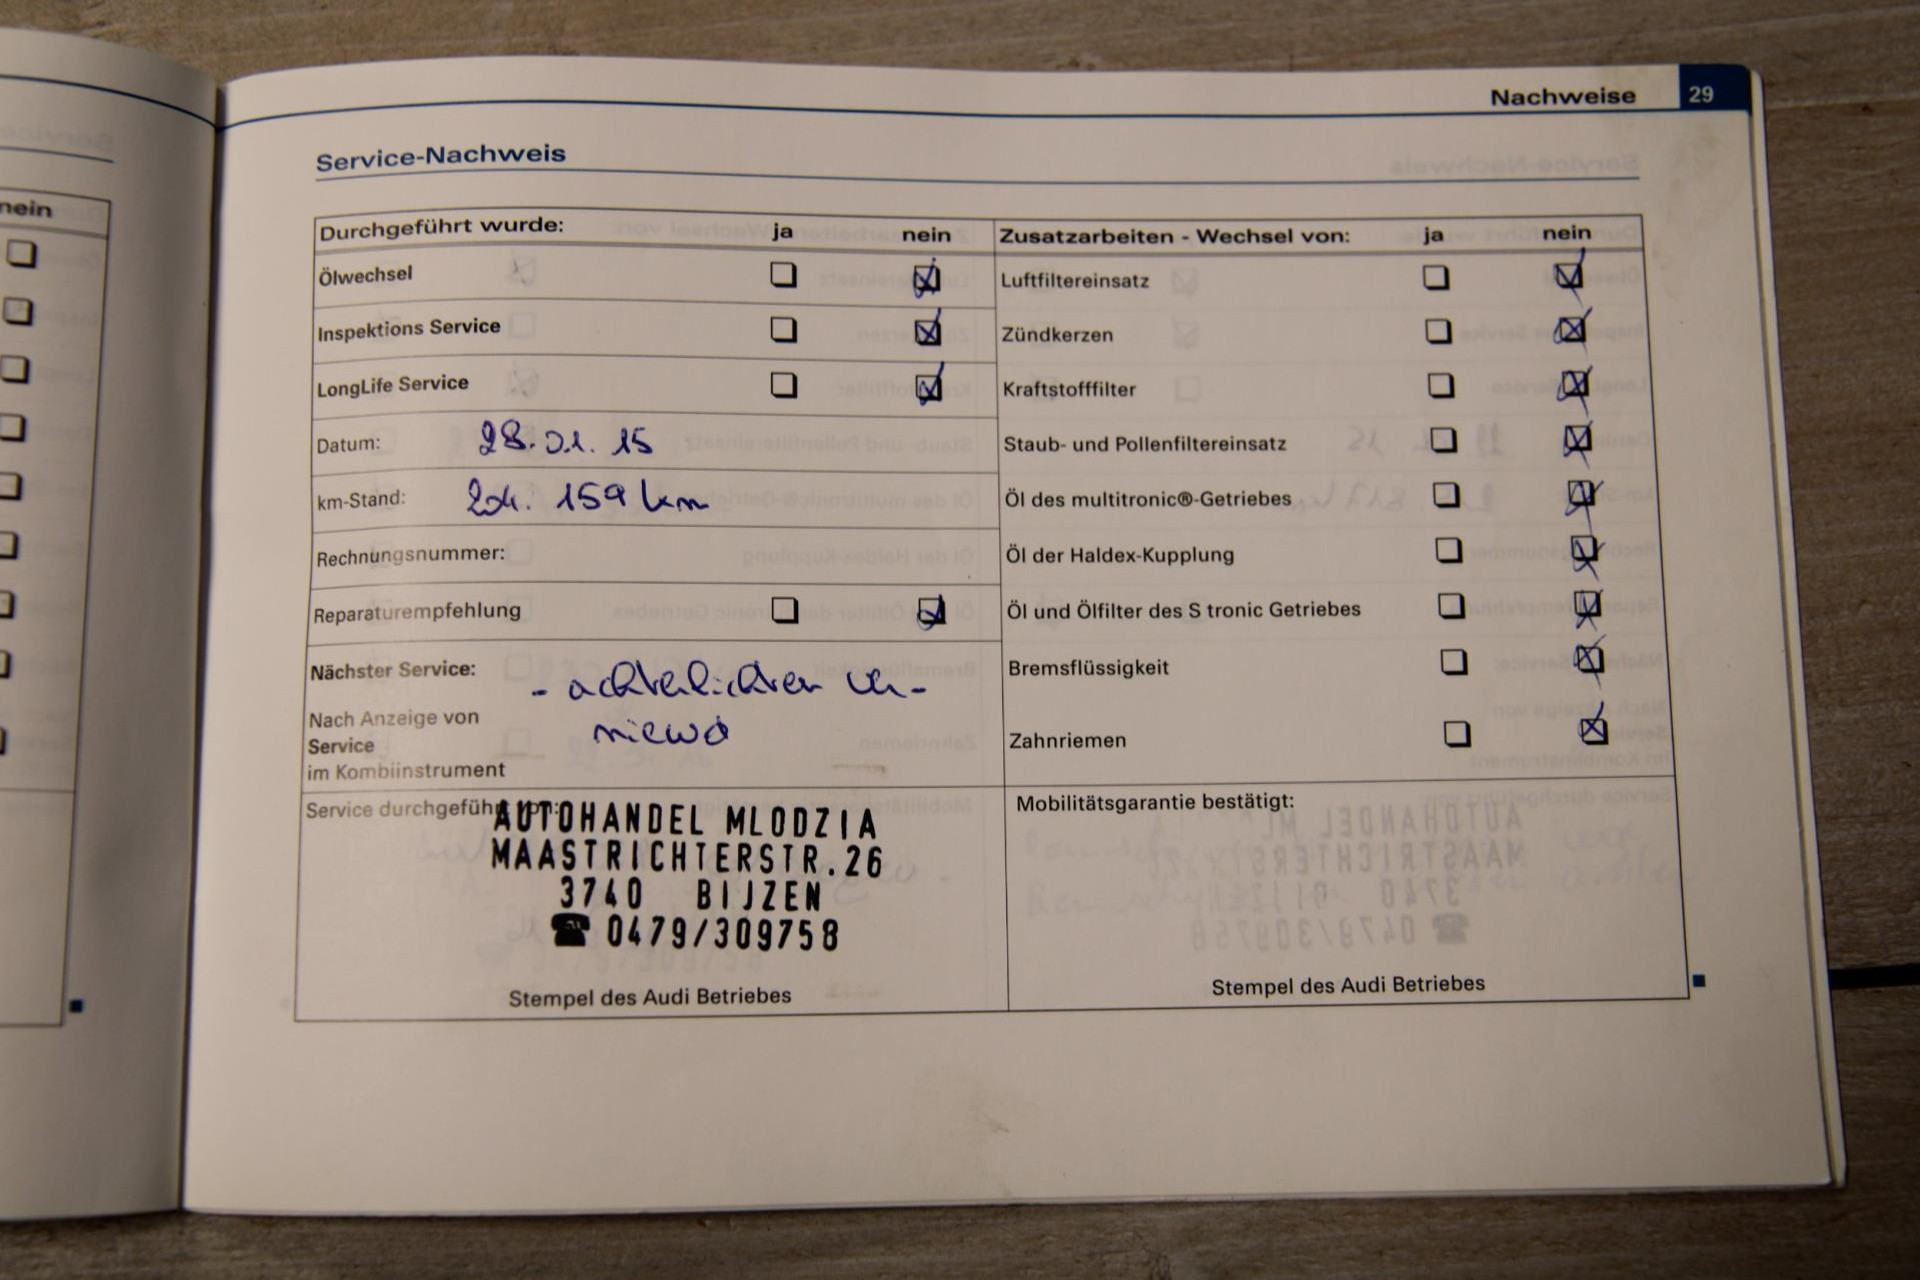 nein
Nachweise 29
Service-Nachweis
Durchgeführt wurde: ja nein
Ölwechsel
Inspektions Service
LongLife Service
Datum: 28.01.15
km-Stand: 204.159 km
Rechnungsnummer:
Reparaturempfehlung
Nächster Service:
- achterlichten ver-
niewd
Nach Anzeige von
Service
im Kombiinstrument
Zusatzarbeiten - Wechsel von: ja nein
Luftfiltereinsatz
Zündkerzen
Kraftstofffilter
Staub- und Pollenfiltereinsatz
Öl des multitronic®-Getriebes
Öl der Haldex-Kupplung
Öl und Ölfilter des S tronic Getriebes
Bremsflüssigkeit
Zahnriemen
Service durchgeführt von:
AUTOHANDEL MLODZIA
MAASTRICHTERSTR.26
3740 BIJZEN
☎ 0479/309758
Stempel des Audi Betriebes
Mobilitätsgarantie bestätigt:
Stempel des Audi Betriebes